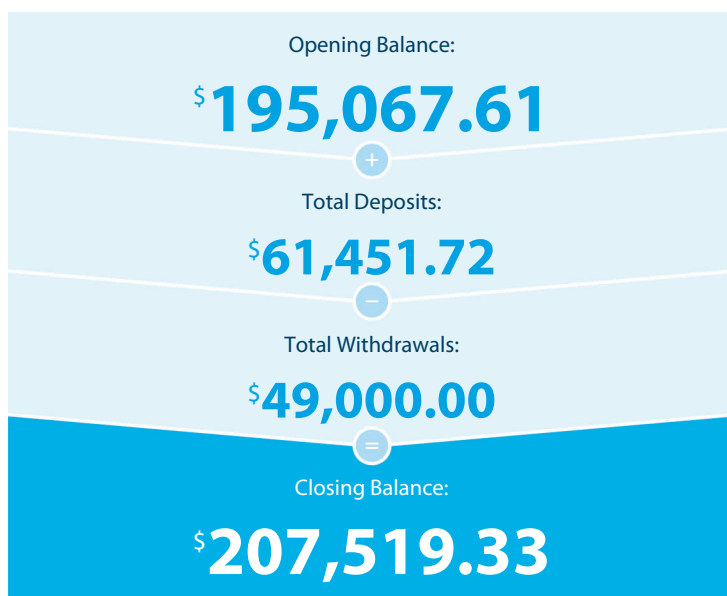 Opening Balance:
$195,067.61
+
Total Deposits:
$61,451.72
−
Total Withdrawals:
$49,000.00
=
Closing Balance:
$207,519.33